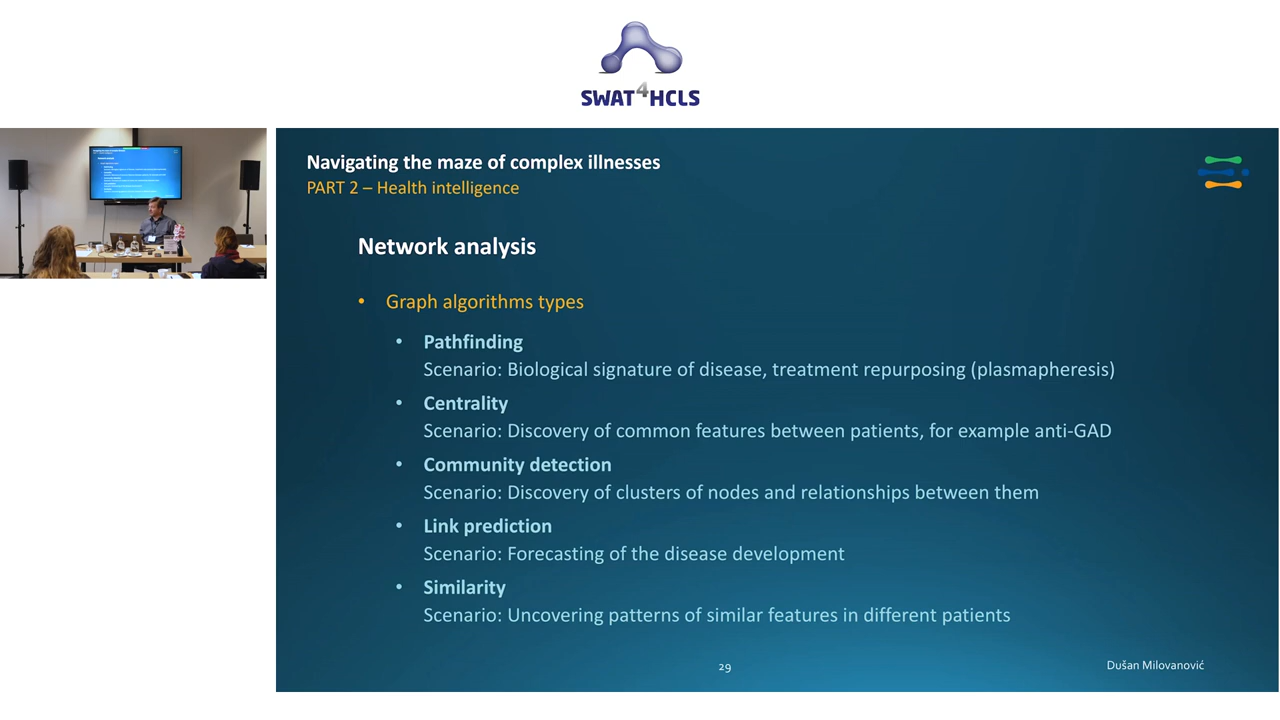 SWAT4HCLS
Navigating the maze of complex illnesses
PART 2 – Health intelligence
Network analysis
• Graph algorithms types
• Pathfinding
Scenario: Biological signature of disease, treatment repurposing (plasmapheresis)
• Centrality
Scenario: Discovery of common features between patients, for example anti-GAD
• Community detection
Scenario: Discovery of clusters of nodes and relationships between them
• Link prediction
Scenario: Forecasting of the disease development
• Similarity
Scenario: Uncovering patterns of similar features in different patients
29
Dušan Milovanović